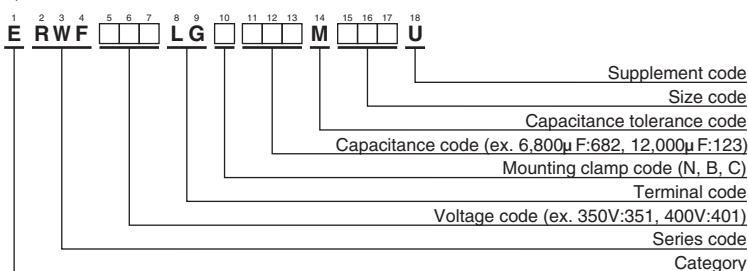 1 2 3 4 5 6 7 8 9 10 11 12 13 14 15 16 17 18
E RWF □□□ LG □ □□□ M □□□ U
Supplement code
Size code
Capacitance tolerance code
Capacitance code (ex. 6,800μF:682, 12,000μF:123)
Mounting clamp code (N, B, C)
Terminal code
Voltage code (ex. 350V:351, 400V:401)
Series code
Category